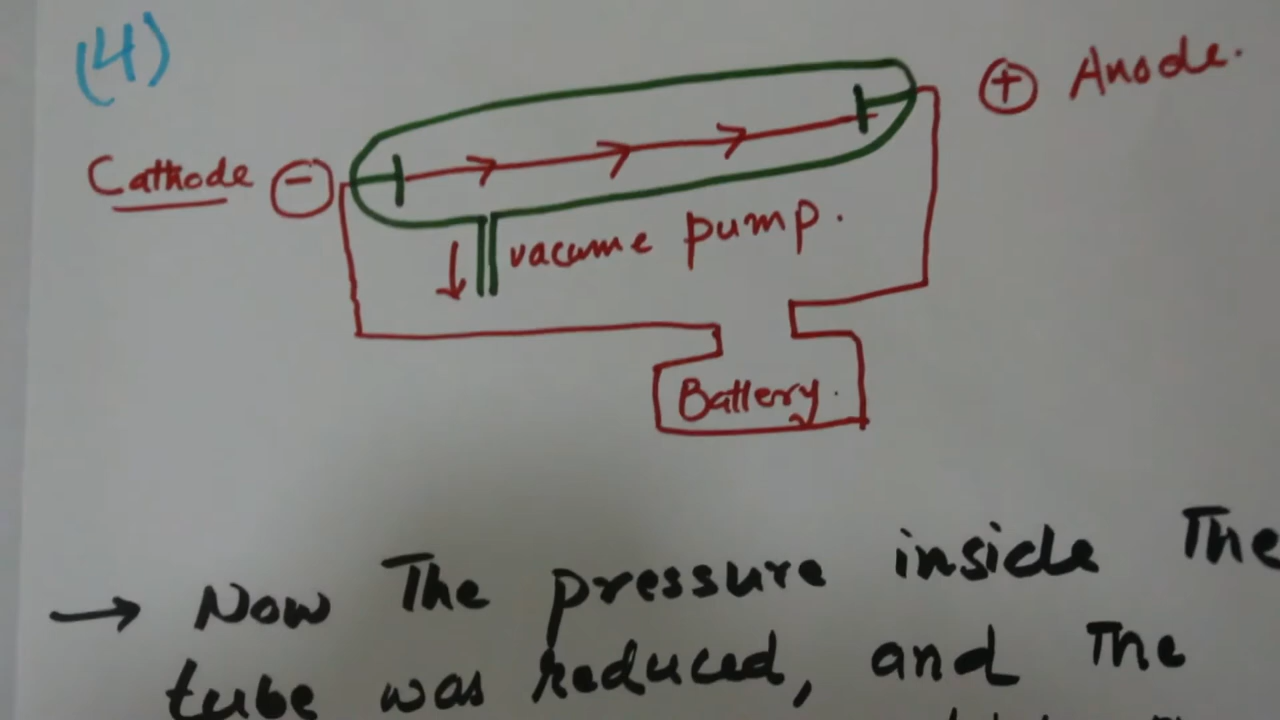 (4)
⊕ Anode.
Cathode ⊖
vacume pump.
Battery.
→ Now The pressure inside The
tube was reduced, and The